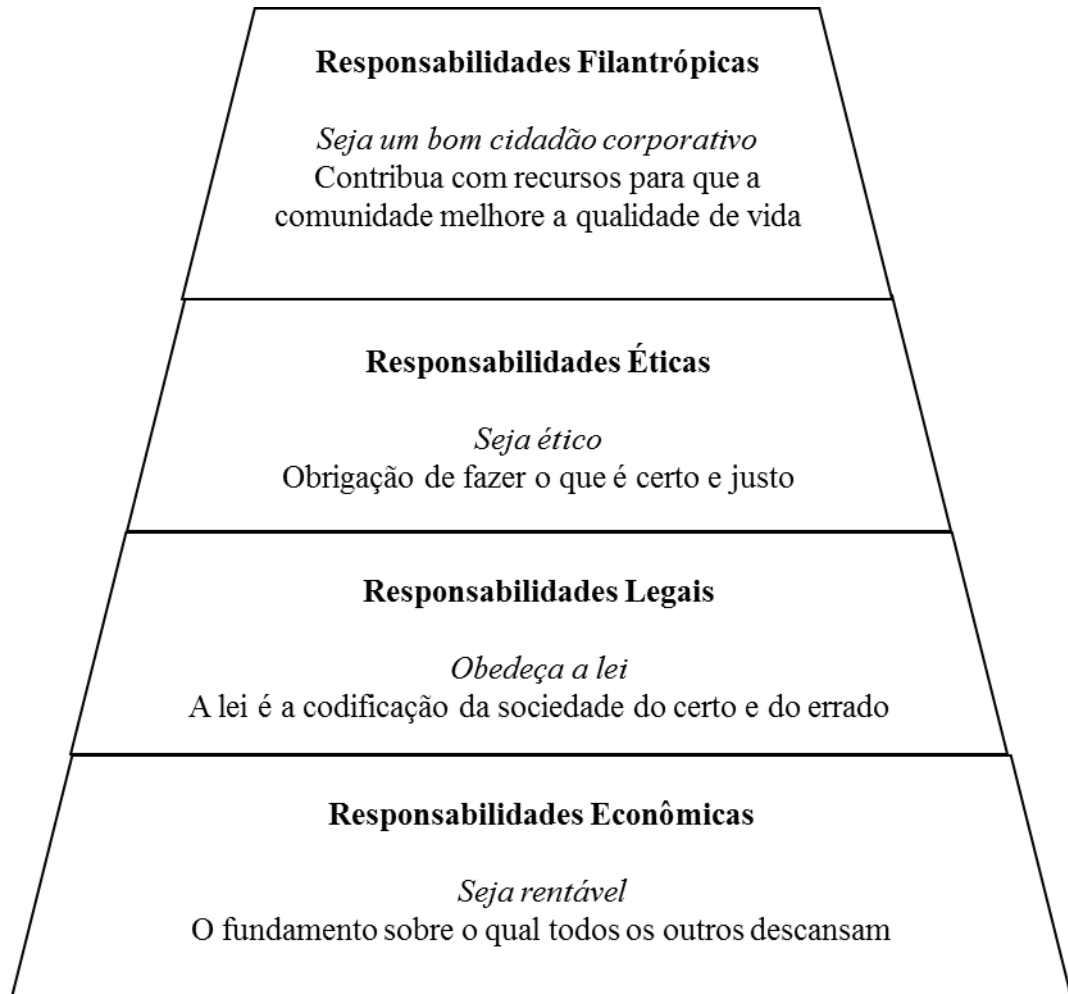 Responsabilidades Filantrópicas
Seja um bom cidadão corporativo
Contribua com recursos para que a
comunidade melhore a qualidade de vida
Responsabilidades Éticas
Seja ético
Obrigação de fazer o que é certo e justo
Responsabilidades Legais
Obedeça a lei
A lei é a codificação da sociedade do certo e do errado
Responsabilidades Econômicas
Seja rentável
O fundamento sobre o qual todos os outros descansam